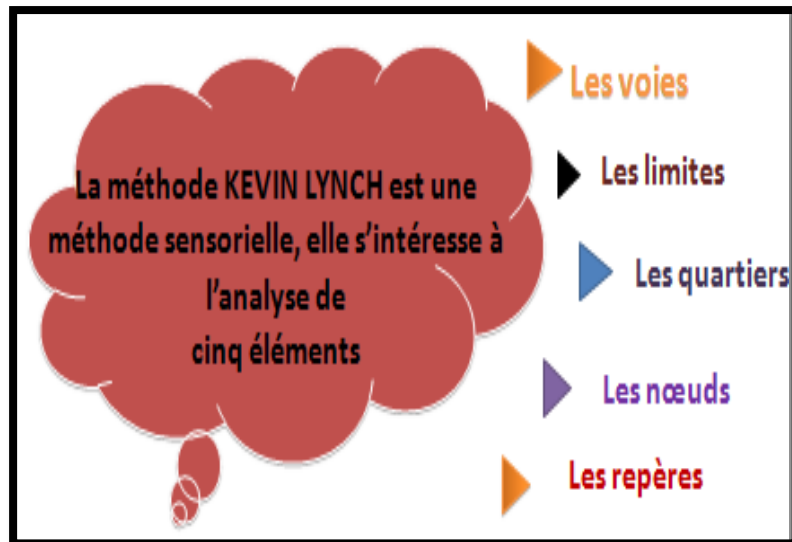 La méthode KEVIN LYNCH est une
méthode sensorielle, elle s’intéresse à
l’analyse de
cinq éléments
Les voies
Les limites
Les quartiers
Les nœuds
Les repères